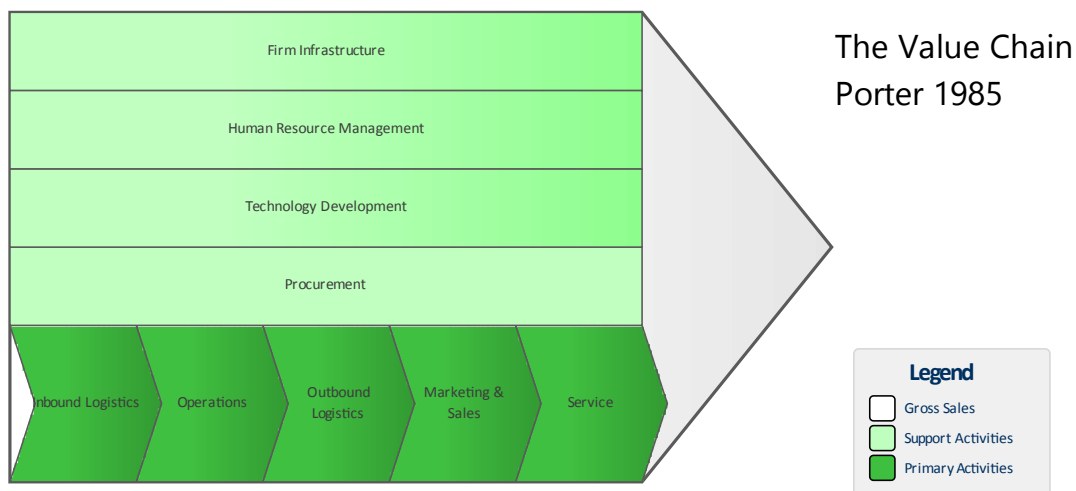 The Value Chain
Porter 1985
Firm Infrastructure
Human Resource Management
Technology Development
Procurement
Inbound Logistics
Operations
Outbound
Logistics
Marketing &
Sales
Service
Legend
Gross Sales
Support Activities
Primary Activities